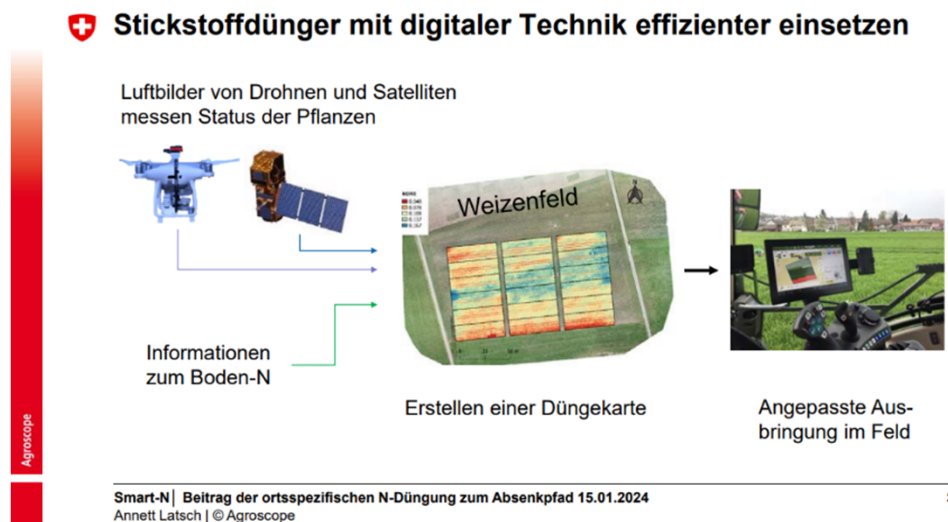 Stickstoffdünger mit digitaler Technik effizienter einsetzen
Luftbilder von Drohnen und Satelliten
messen Status der Pflanzen
Weizenfeld
N
NDRE
Informationen
zum Boden-N
Erstellen einer Düngekarte
Angepasste Aus-
bringung im Feld
Agroscope
Smart-N| Beitrag der ortsspezifischen N-Düngung zum Absenkpfad 15.01.2024
Annett Latsch | © Agroscope